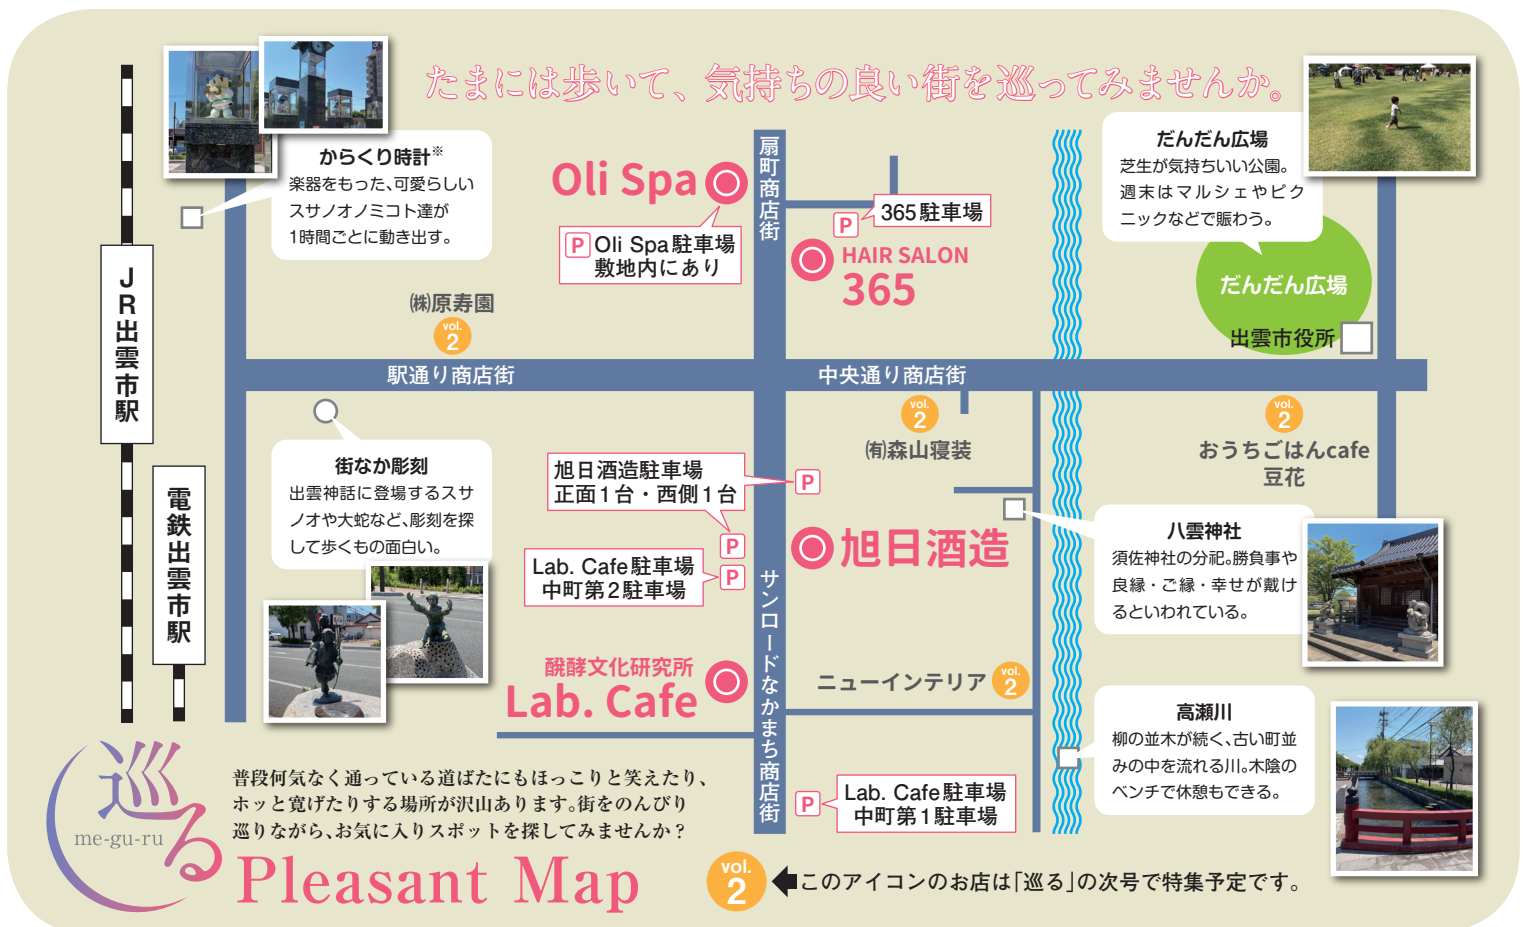 たまには歩いて、気持ちの良い街を巡ってみませんか。
からくり時計※
楽器をもった、可愛らしい
スサノオノミコト達が
1時間ごとに動き出す。
Oli Spa
P Oli Spa駐車場
敷地内にあり
扇町商店街
365駐車場
P
HAIR SALON
365
だんだん広場
芝生が気持ちいい公園。
週末はマルシェやピク
ニックなどで賑わう。
だんだん広場
出雲市役所
JR出雲市駅
㈱原寿園
vol.
2
駅通り商店街
中央通り商店街
vol.
2
㈲森山寝装
vol.
2
おうちごはんcafe
豆花
電鉄出雲市駅
街なか彫刻
出雲神話に登場するスサ
ノオや大蛇など、彫刻を探
して歩くもの面白い。
旭日酒造駐車場
正面1台・西側1台
P
P
旭日酒造
Lab. Cafe駐車場
中町第2駐車場
P
八雲神社
須佐神社の分祀。勝負事や
良縁・ご縁・幸せが戴け
るといわれている。
サンロードなかまち商店街
醗酵文化研究所
Lab. Cafe
ニューインテリア
vol.
2
高瀬川
柳の並木が続く、古い町並
みの中を流れる川。木陰の
ベンチで休憩もできる。
P
Lab. Cafe駐車場
中町第1駐車場
巡る
me-gu-ru
普段何気なく通っている道ばたにもほっこりと笑えたり、
ホッと寛げたりする場所が沢山あります。街をのんびり
巡りながら、お気に入りスポットを探してみませんか？
Pleasant Map
vol.
2
このアイコンのお店は｢巡る｣の次号で特集予定です。